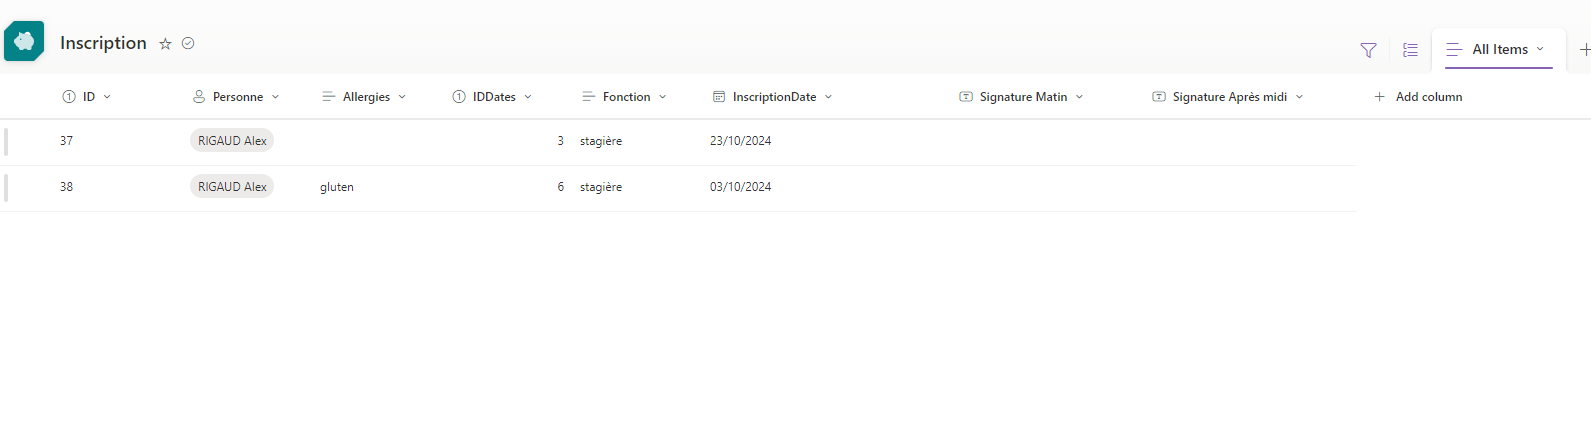 Inscription
All Items
ID Personne Allergies IDDates Fonction InscriptionDate Signature Matin Signature Après midi Add column
37 RIGAUD Alex 3 stagière 23/10/2024
38 RIGAUD Alex gluten 6 stagière 03/10/2024